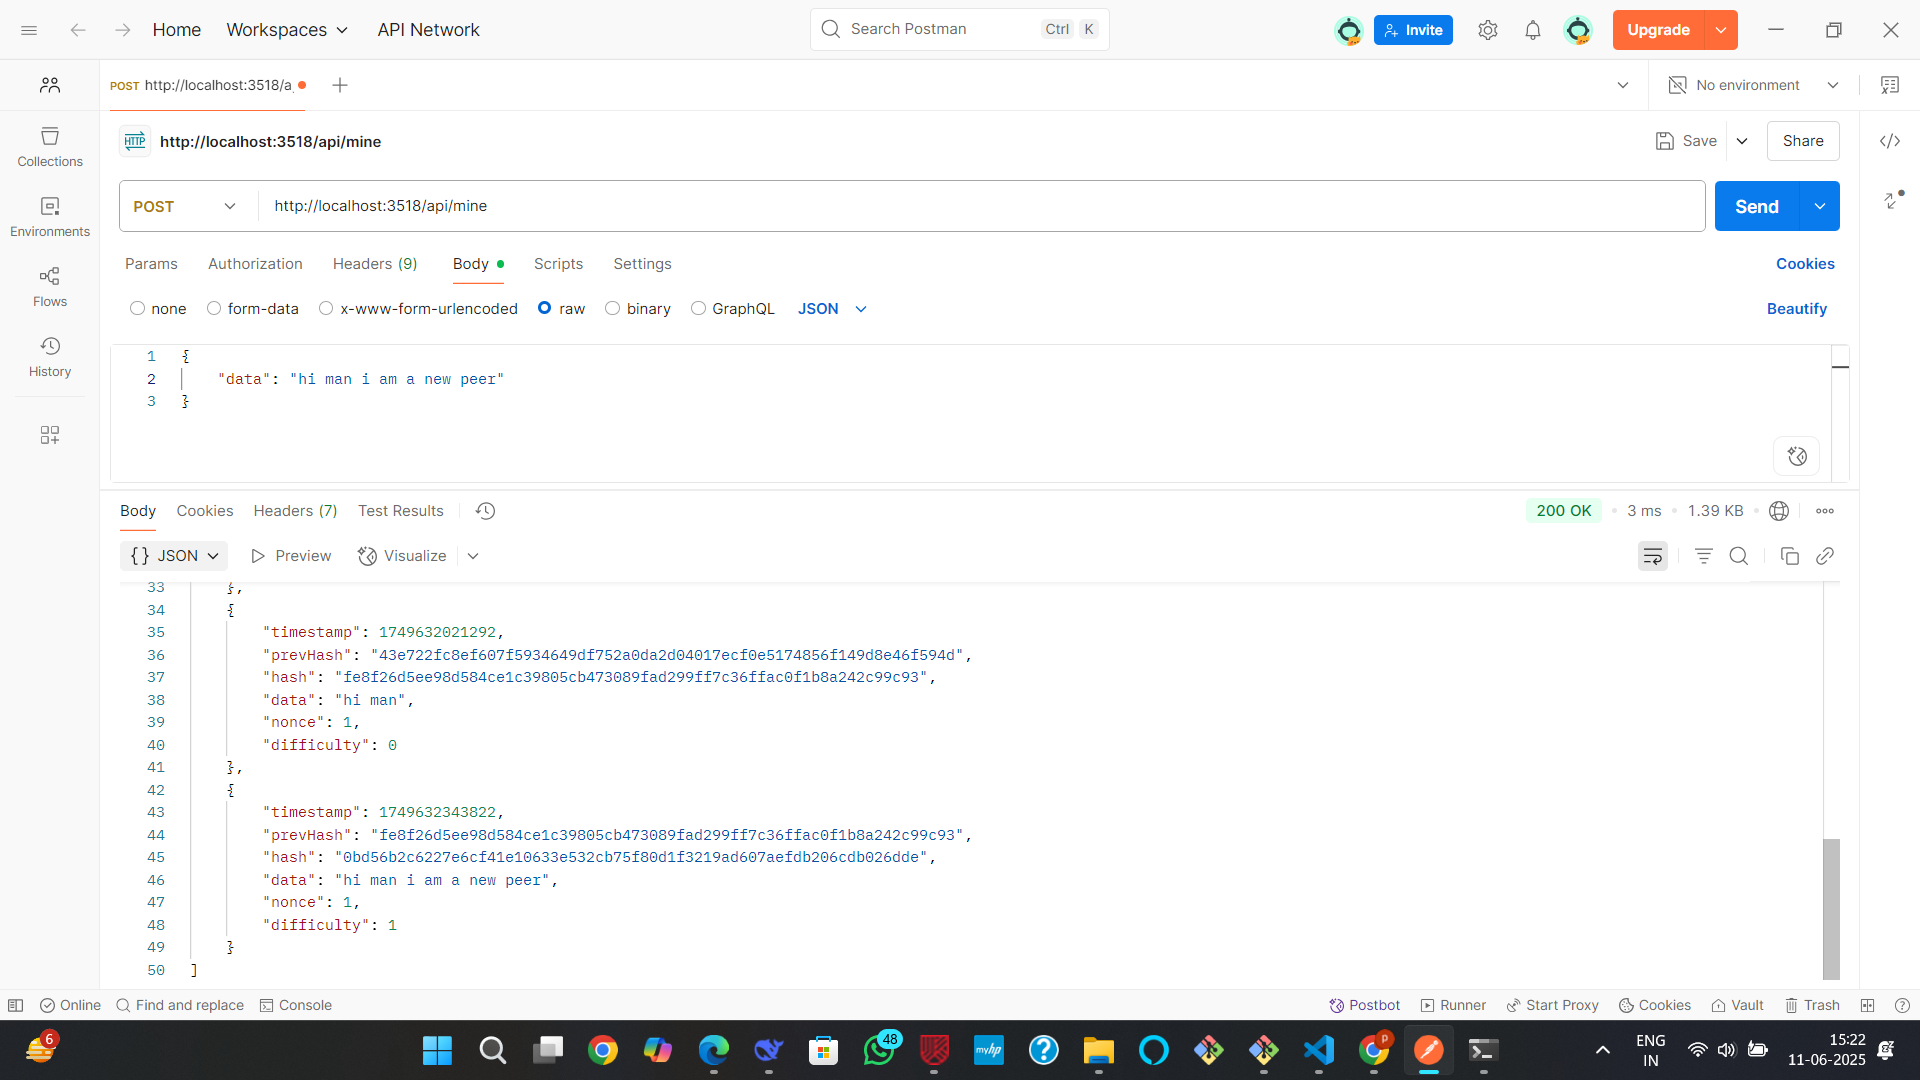 Home Workspaces API Network Search Postman Ctrl K Invite Upgrade
POST http://localhost:3518/a No environment
HTTP http://localhost:3518/api/mine Save Share
POST http://localhost:3518/api/mine Send
Params Authorization Headers (9) Body Scripts Settings Cookies
none form-data x-www-form-urlencoded raw binary GraphQL JSON Beautify
Collections
Environments
Flows
History
1 {
2 "data": "hi man i am a new peer"
3 }
Body Cookies Headers (7) Test Results 200 OK 3 ms 1.39 KB
{} JSON Preview Visualize
33 },
34 {
35 "timestamp": 1749632021292,
36 "prevHash": "43e722fc8ef607f5934649df752a0da2d04017ecf0e5174856f149d8e46f594d",
37 "hash": "fe8f26d5ee98d584ce1c39805cb473089fad299ff7c36ffac0f1b8a242c99c93",
38 "data": "hi man",
39 "nonce": 1,
40 "difficulty": 0
41 },
42 {
43 "timestamp": 1749632343822,
44 "prevHash": "fe8f26d5ee98d584ce1c39805cb473089fad299ff7c36ffac0f1b8a242c99c93",
45 "hash": "0bd56b2c6227e6cf41e10633e532cb75f80d1f3219ad607aefdb206cdb026dde",
46 "data": "hi man i am a new peer",
47 "nonce": 1,
48 "difficulty": 1
49 }
50 ]
Online Find and replace Console Postbot Runner Start Proxy Cookies Vault Trash
6 48 myhp P ENG 15:22
IN 11-06-2025